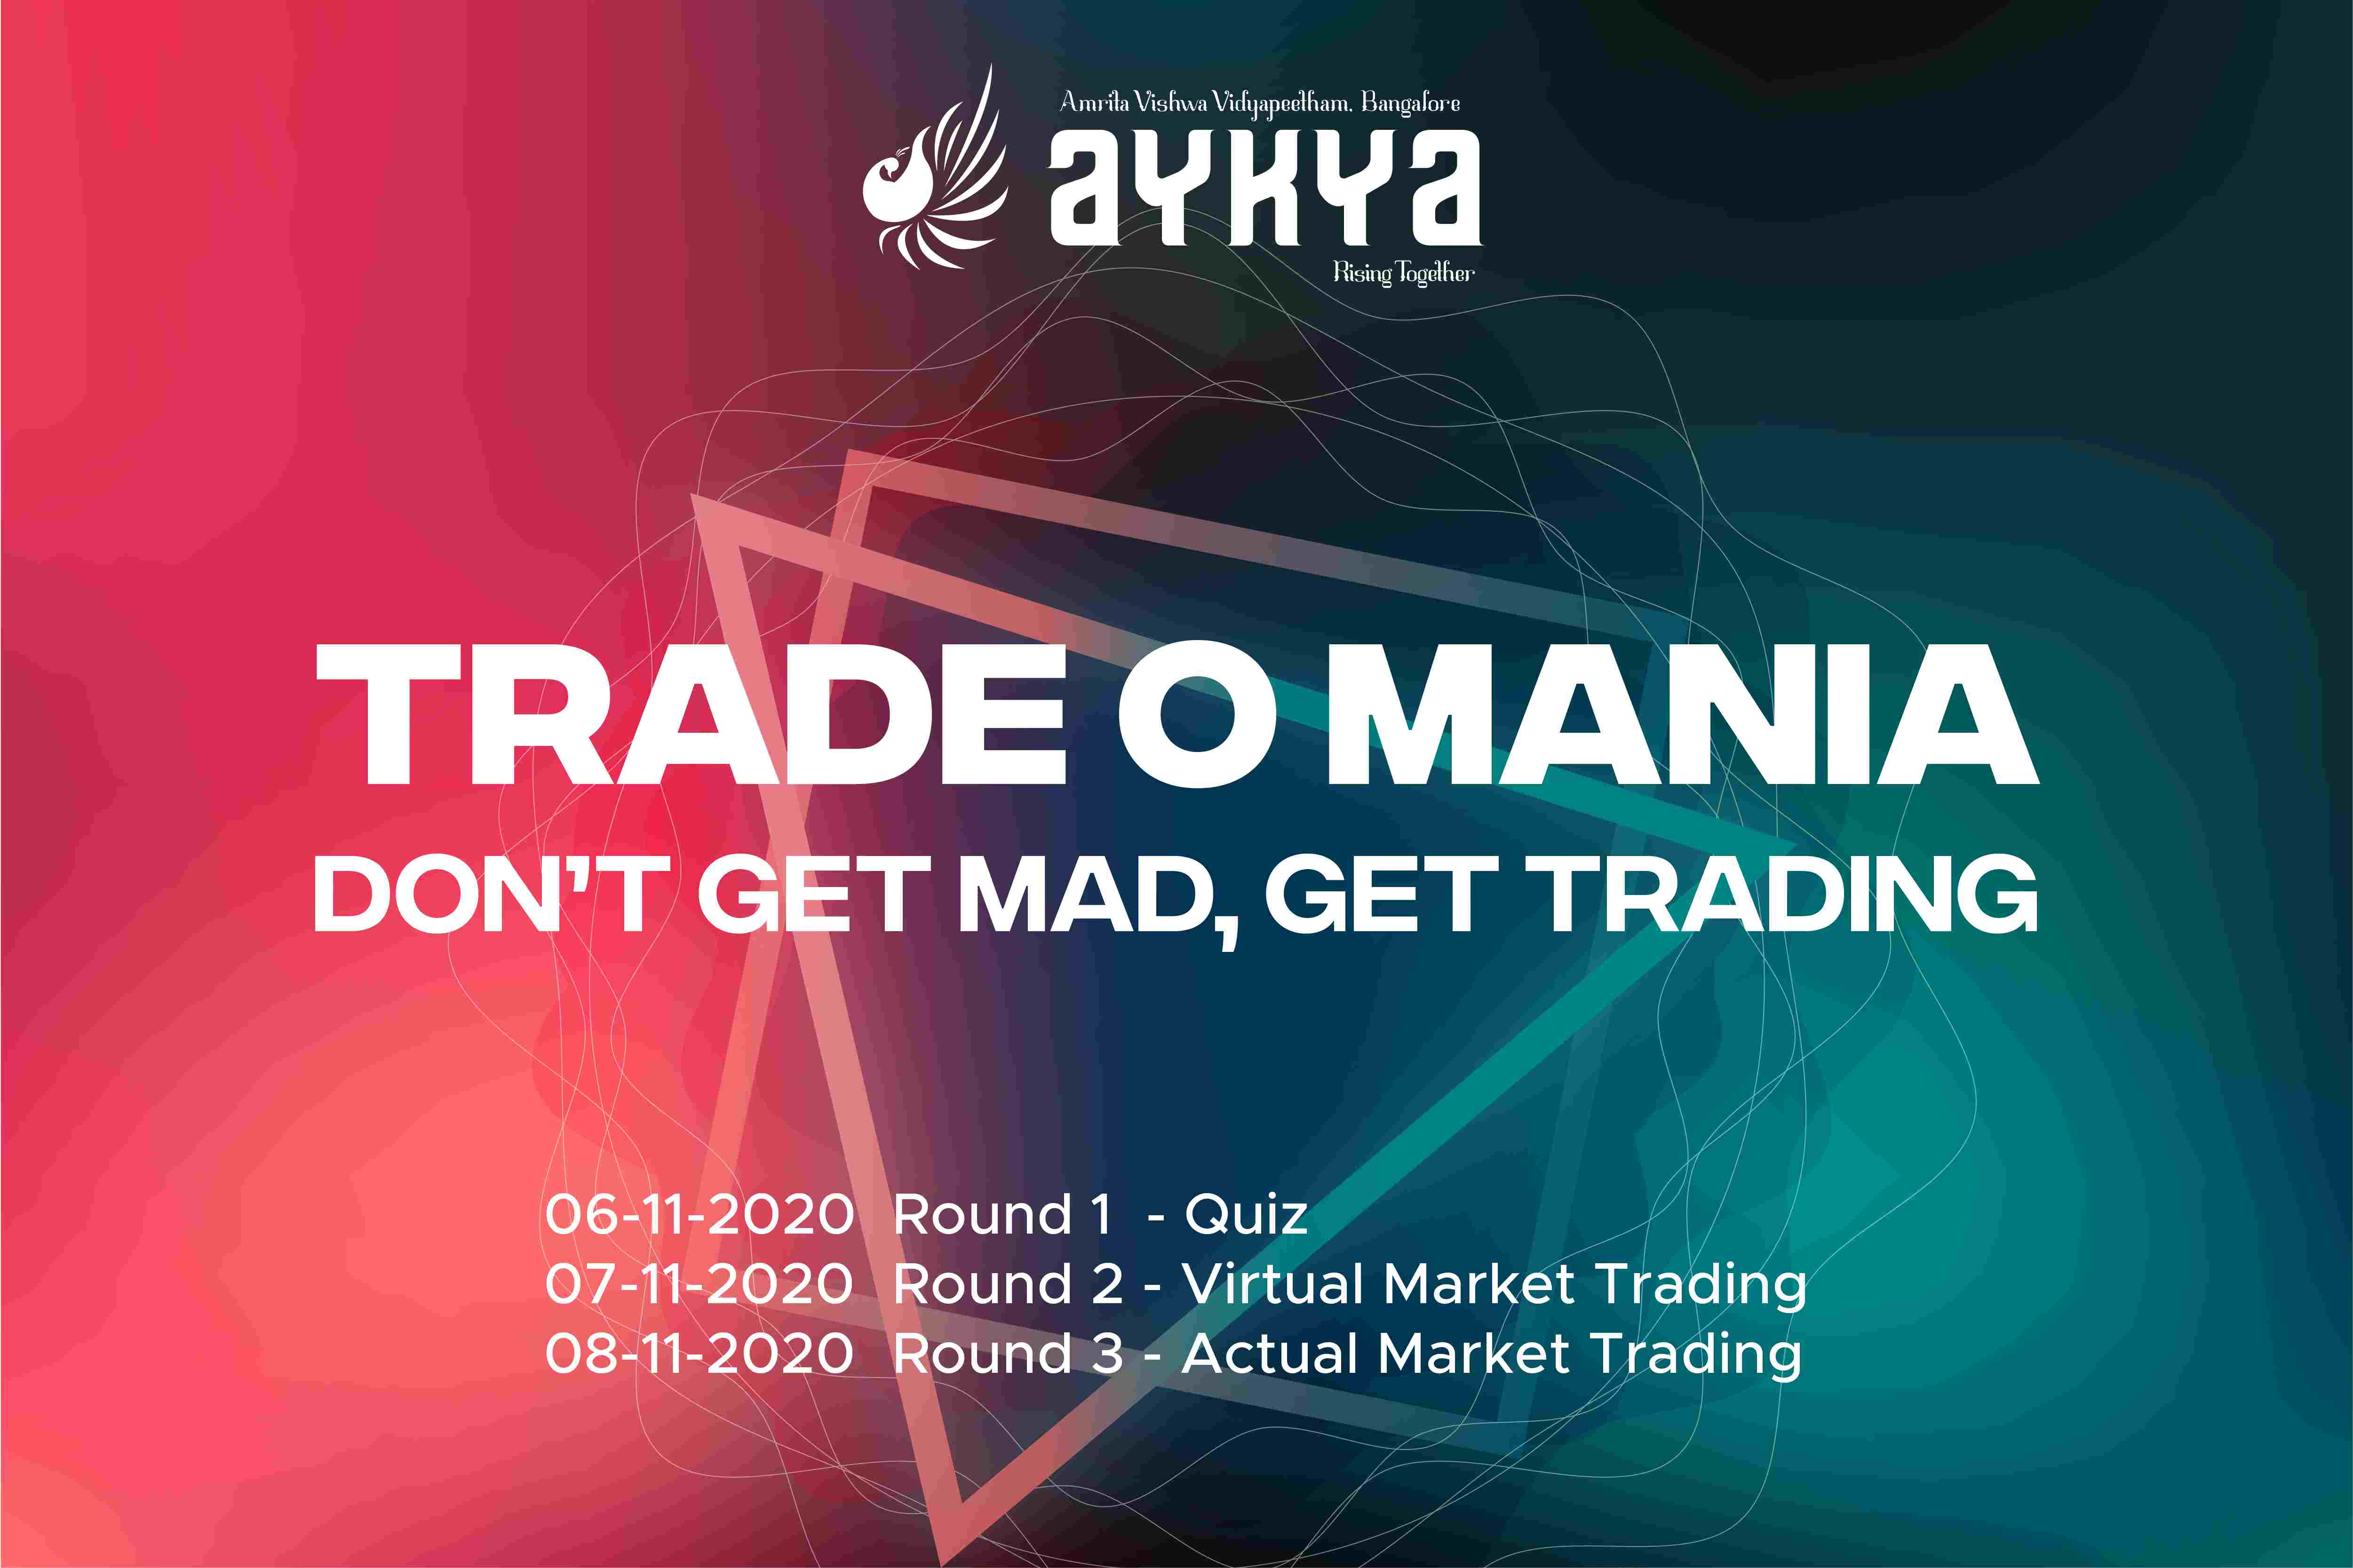 Amrita Vishwa Vidyapeetham, Bangalore
aykya
Rising Together
TRADE O MANIA
DON'T GET MAD, GET TRADING
06-11-2020 Round 1 - Quiz
07-11-2020 Round 2 - Virtual Market Trading
08-11-2020 Round 3 - Actual Market Trading